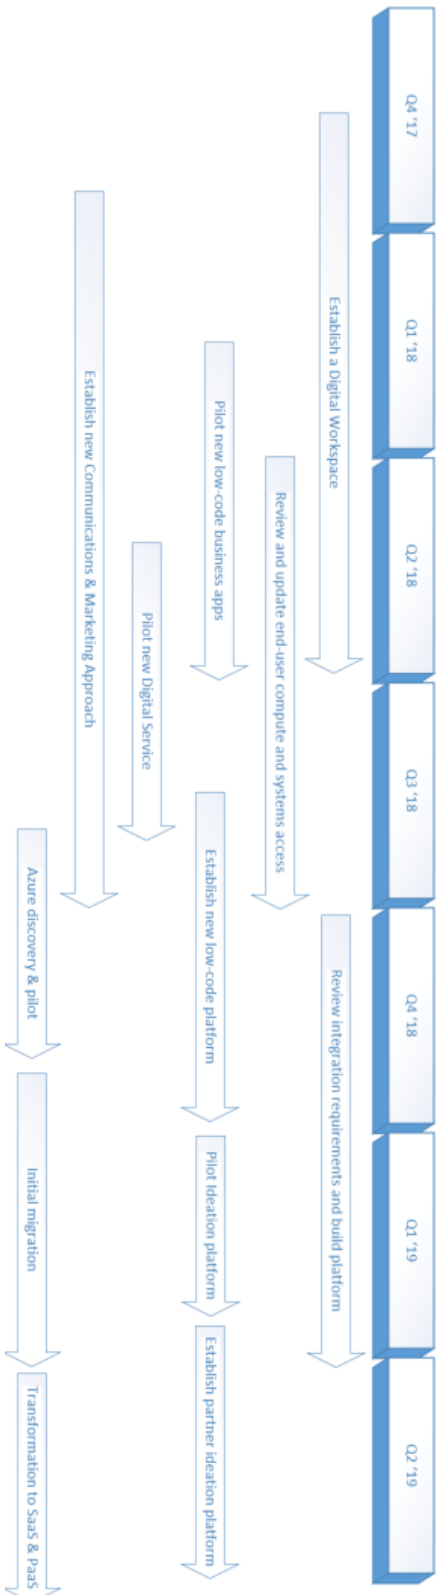 Q4 '17
Q1 '18
Q2 '18
Q3 '18
Q4 '18
Q1 '19
Q2 '19
Establish a Digital Workspace
Review integration requirements and build platform
Review and update end-user compute and systems access
Pilot new low-code business apps
Establish new low-code platform
Pilot Ideation platform
Establish partner ideation platform
Pilot new Digital Service
Establish new Communications & Marketing Approach
Azure discovery & pilot
Initial migration
Transformation to SaaS & PaaS